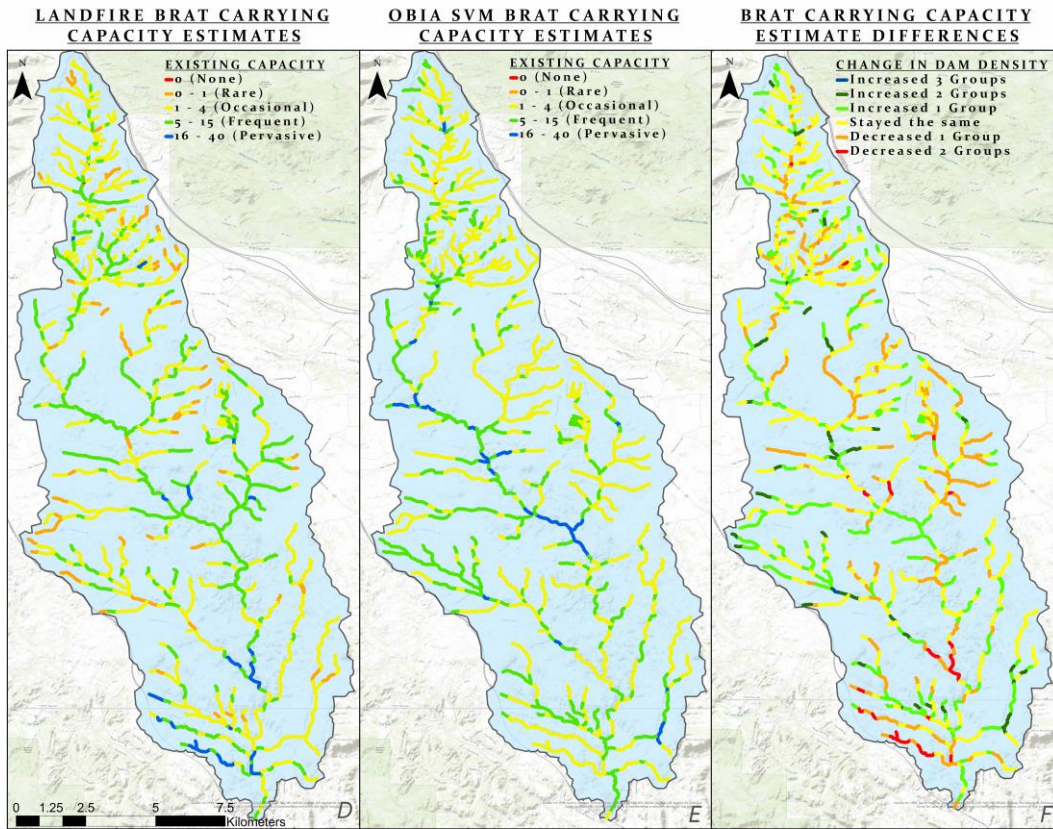 LANDFIRE BRAT CARRYING
CAPACITY ESTIMATES
N
EXISTING CAPACITY
0 (None)
0 - 1 (Rare)
1 - 4 (Occasional)
5 - 15 (Frequent)
16 - 40 (Pervasive)
0 1.25 2.5 5 7.5
Kilometers
D
OBIA SVM BRAT CARRYING
CAPACITY ESTIMATES
N
EXISTING CAPACITY
0 (None)
0 - 1 (Rare)
1 - 4 (Occasional)
5 - 15 (Frequent)
16 - 40 (Pervasive)
E
BRAT CARRYING CAPACITY
ESTIMATE DIFFERENCES
N
CHANGE IN DAM DENSITY
Increased 3 Groups
Increased 2 Groups
Increased 1 Group
Stayed the same
Decreased 1 Group
Decreased 2 Groups
F